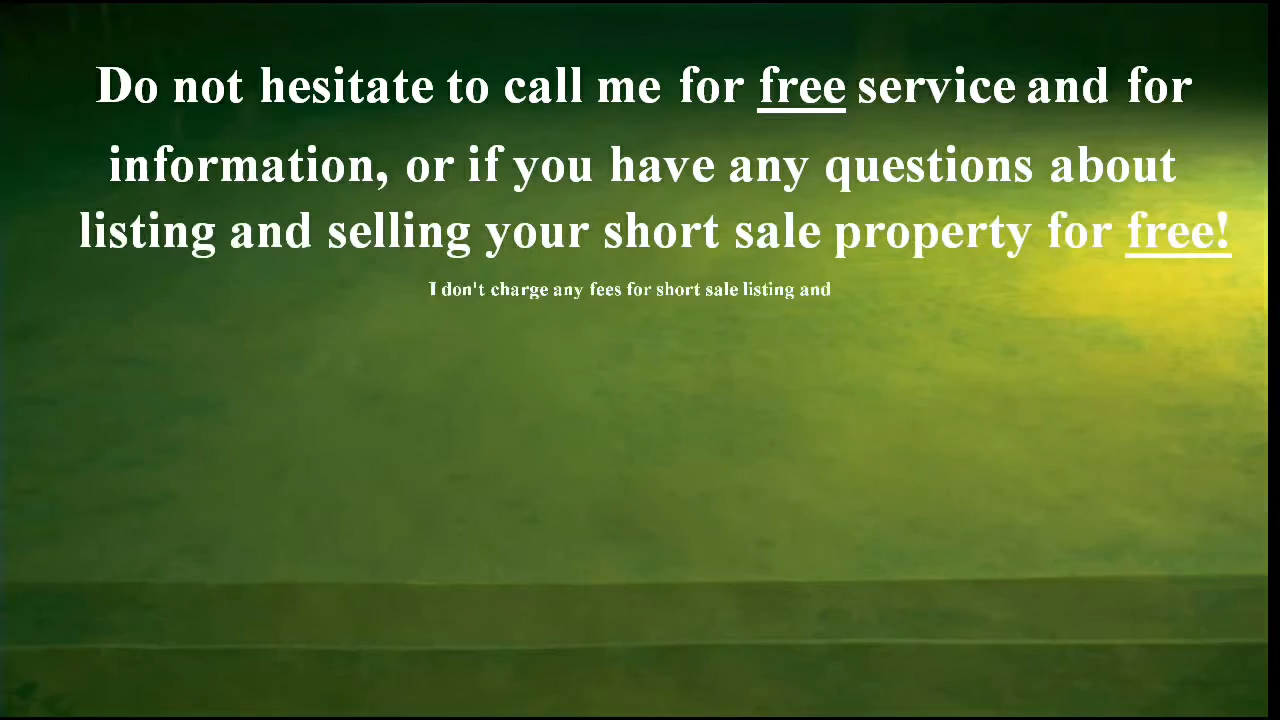 Do not hesitate to call me for free service and for
information, or if you have any questions about
listing and selling your short sale property for free!
I don't charge any fees for short sale listing and